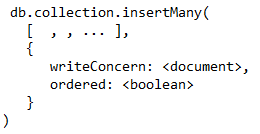 db.collection.insertMany(
[ , , ... ],
{
writeConcern: <document>,
ordered: <boolean>
}
)